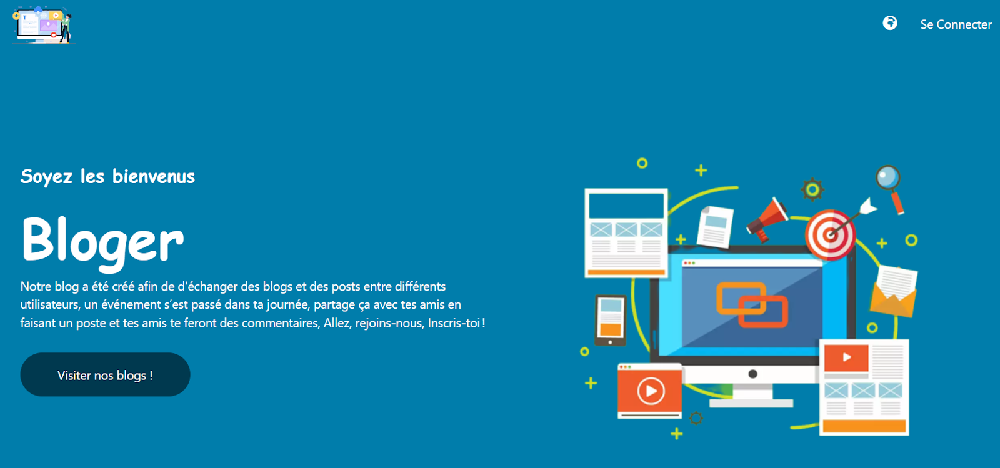 Se Connecter
Soyez les bienvenus
Bloger
Notre blog a été créé afin de d'échanger des blogs et des posts entre différents
utilisateurs, un événement s‘est passé dans ta journée, partage ça avec tes amis en
faisant un poste et tes amis te feront des commentaires, Allez, rejoins-nous, Inscris-toi !
Visiter nos blogs !